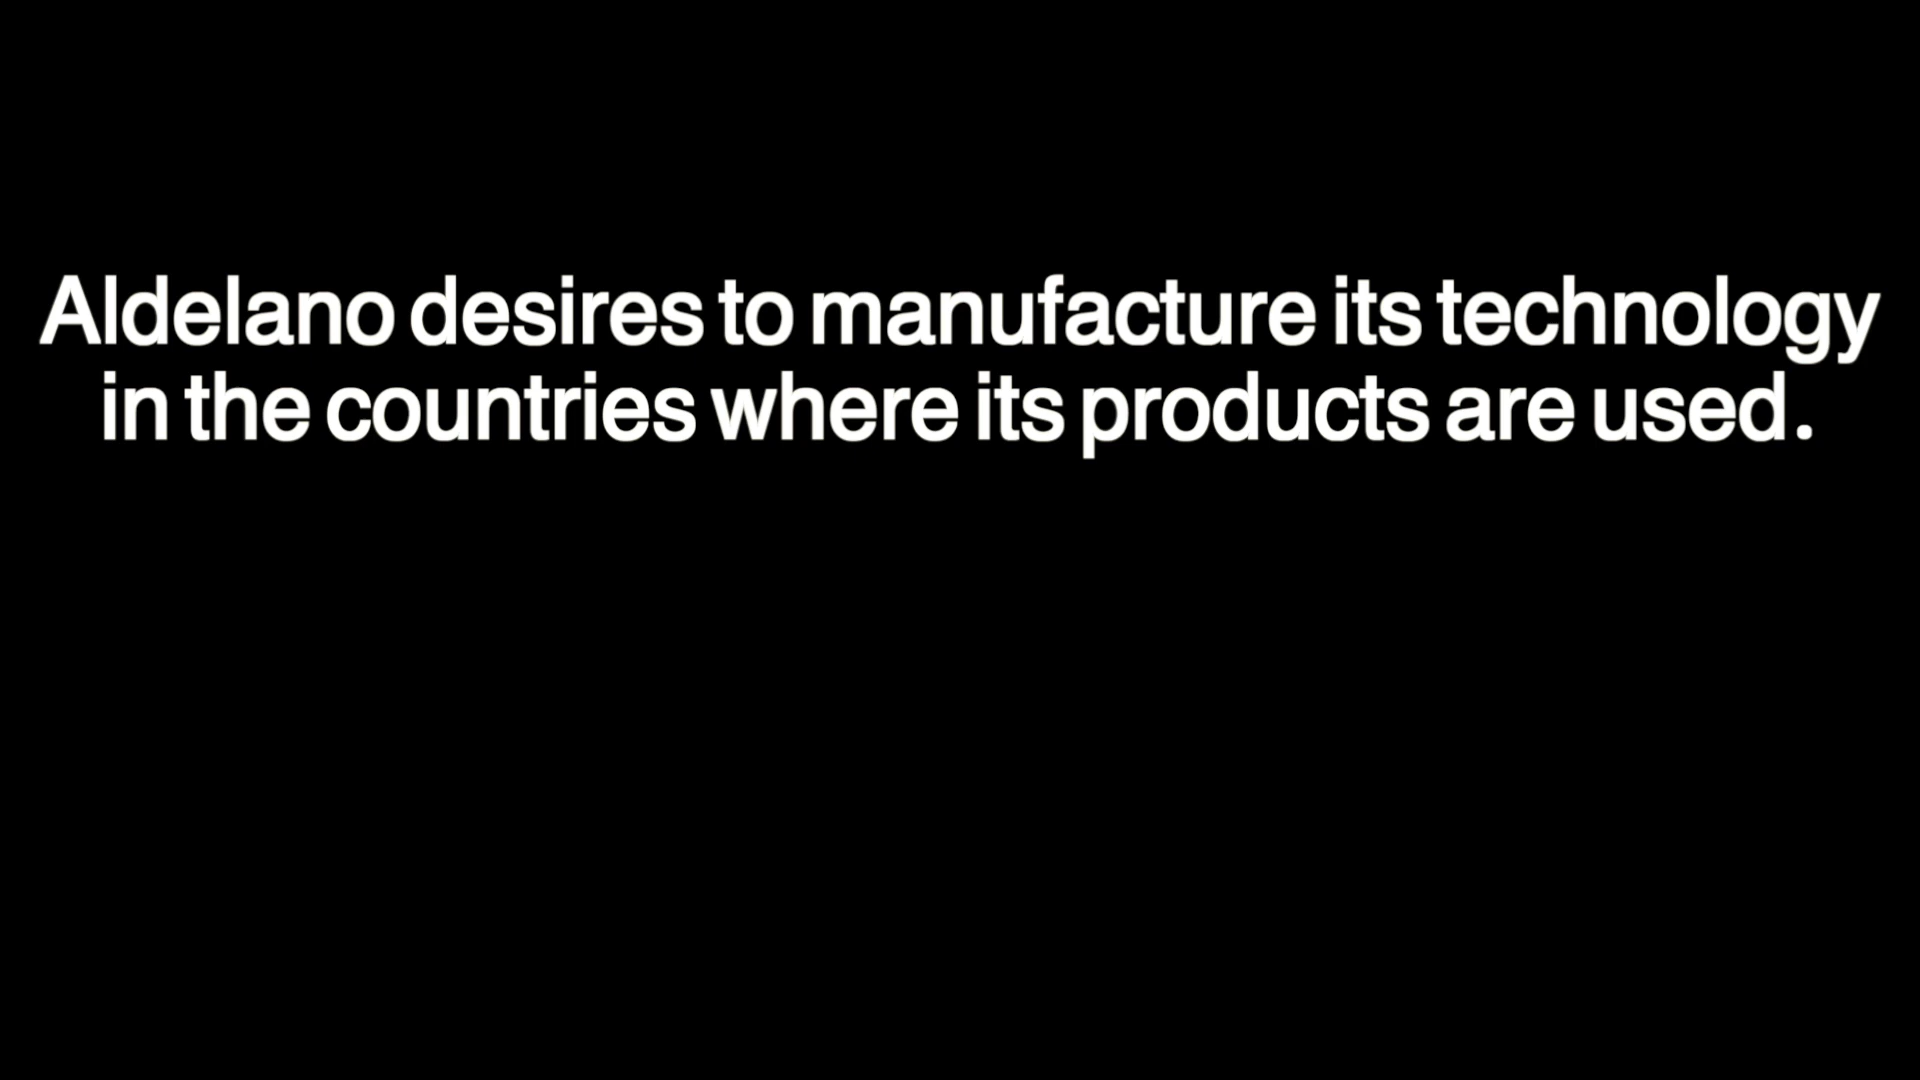 Aldelano desires to manufacture its technology
in the countries where its products are used.